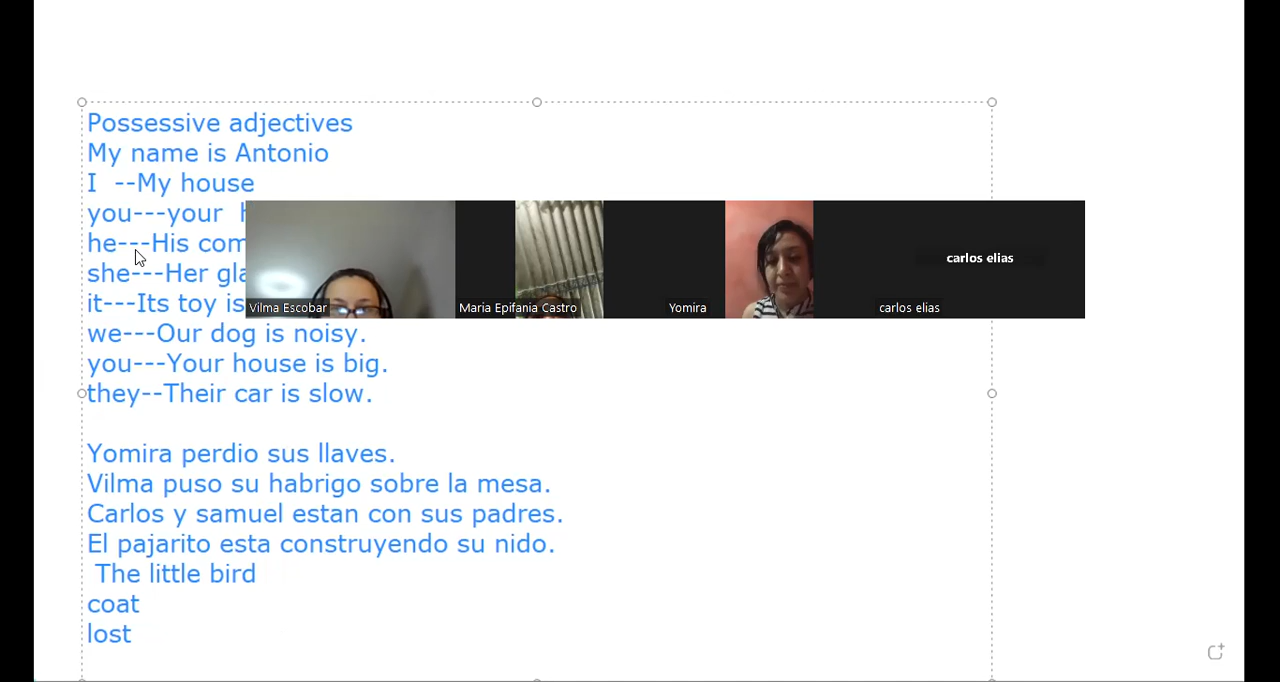 Possessive adjectives
My name is Antonio
I  --My house
you---your
he---His
she---Her
it---Its toy is
we---Our dog is noisy.
you---Your house is big.
they--Their car is slow.
Yomira perdio sus llaves.
Vilma puso su habrigo sobre la mesa.
Carlos y samuel estan con sus padres.
El pajarito esta construyendo su nido.
The little bird
coat
lost
carlos elias
Vilma Escobar
Maria Epifania Castro
Yomira
carlos elias